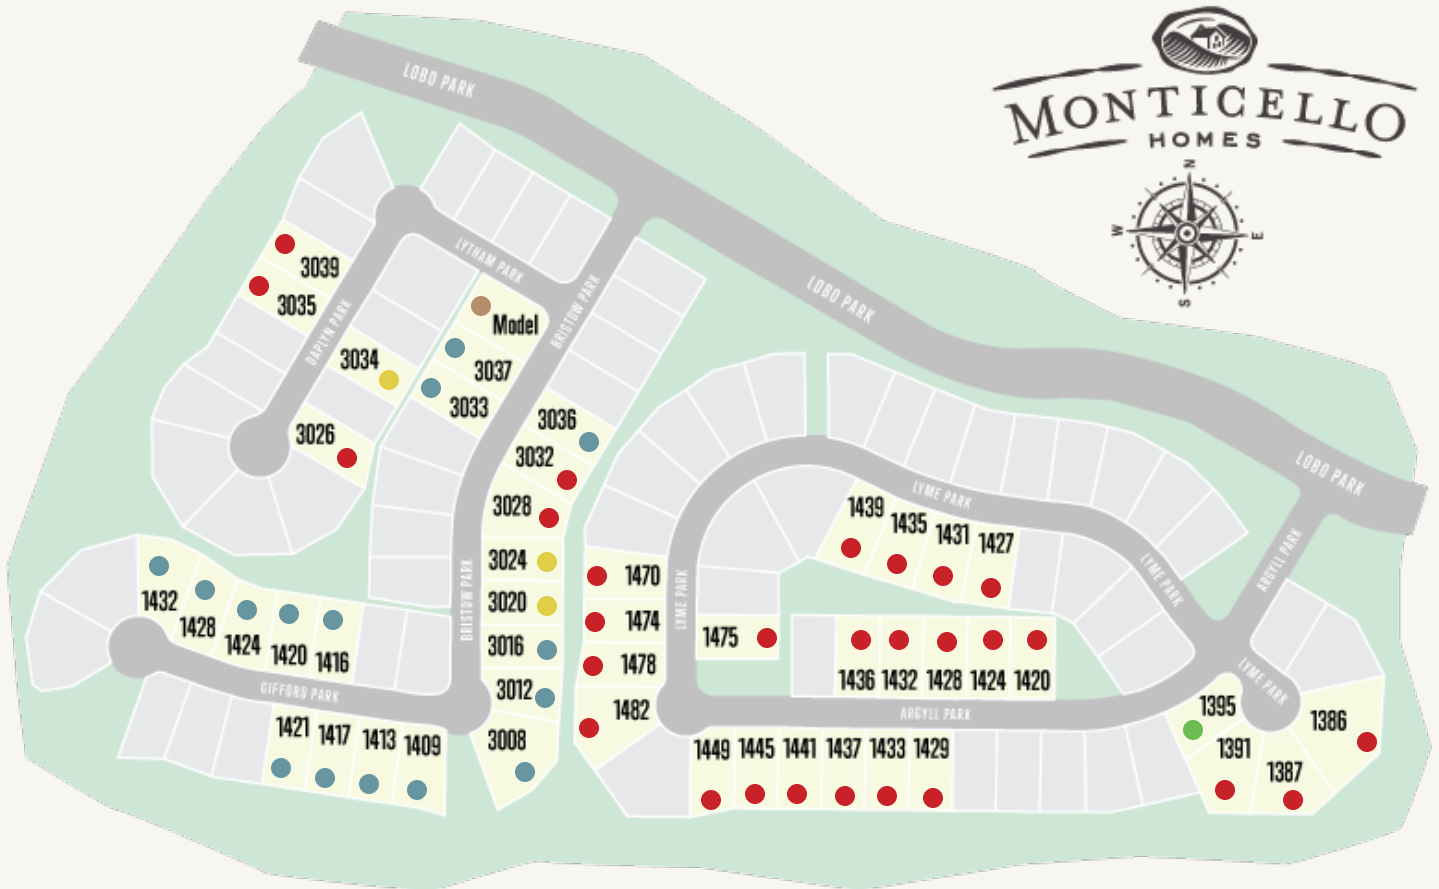 LOBO PARK
MONTICELLO
HOMES
N
W
E
S
LYTHAM PARK
3039
3035
DAPLYN PARK
BRISTOW PARK
Model
3037
3033
3034
3026
LOBO PARK
3036
3032
3028
3024
3020
3016
3012
3008
BRISTOW PARK
1432
1428
1424
1420
1416
GIFFORD PARK
1421
1417
1413
1409
LYME PARK
1439
1435
1431
1427
LOBO PARK
ARGYLL PARK
LYME PARK
1470
1474
1478
1482
LYME PARK
1475
1436
1432
1428
1424
1420
ARGYLL PARK
1449
1445
1441
1437
1433
1429
LYME PARK
1395
1391
1387
1386